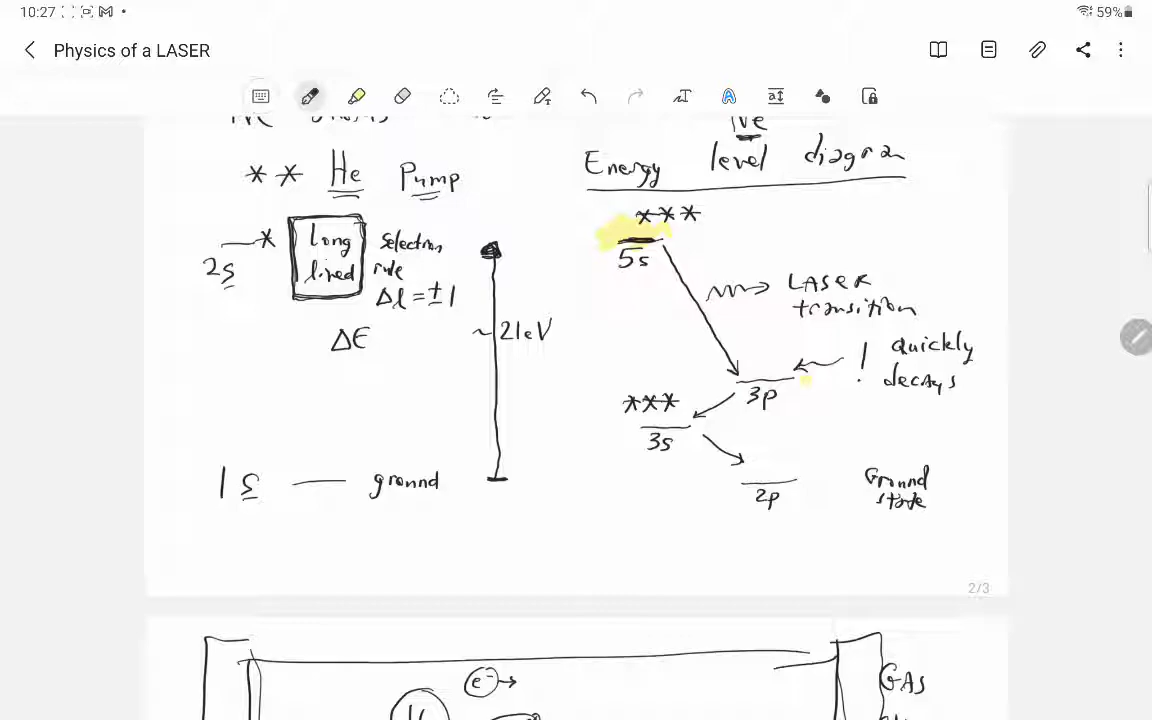 10:27
59%
Physics of a LASER
Ne
Energy level diagram
** He Pump
***
*
Long
lived
2s
selection
rule
Δl = ±1
5s
LASER
transition
ΔE
~21eV
! Quickly
decays
3p
***
3s
1s — ground
2p
Ground
state
2/3
e⁻
GAS